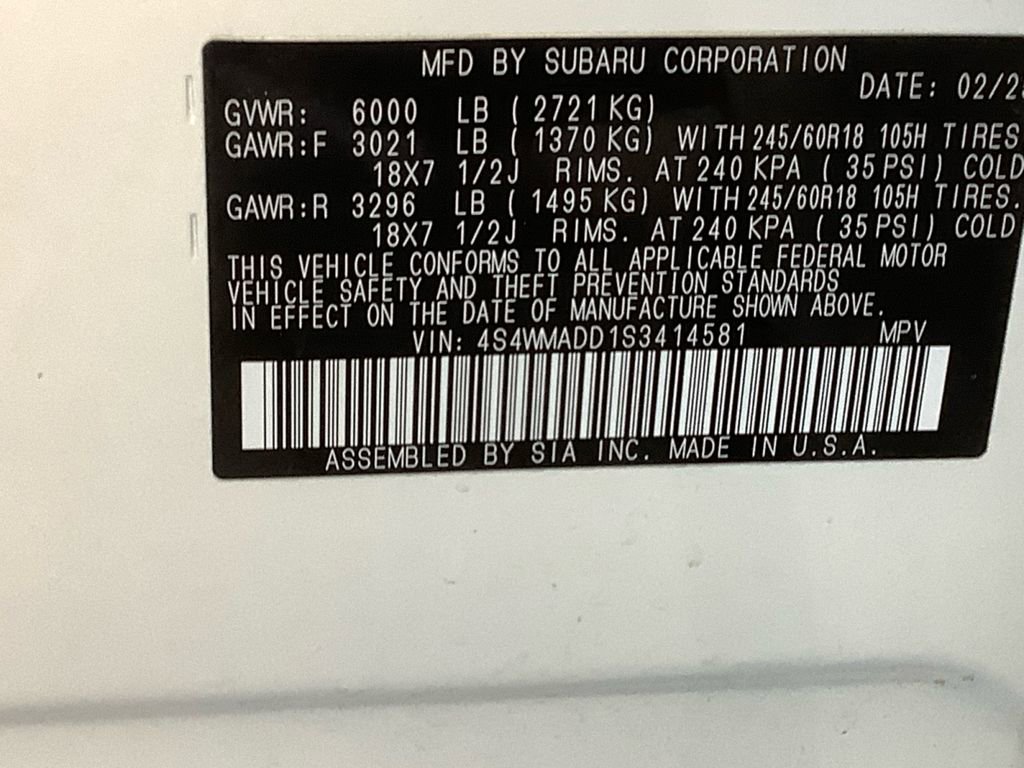 MFD BY SUBARU CORPORATION
DATE: 02/2
GVWR: 6000 LB ( 2721 KG)
GAWR:F 3021 LB ( 1370 KG) WITH 245/60R18 105H TIRES
18X7 1/2J RIMS. AT 240 KPA ( 35 PSI) COLD
GAWR:R 3296 LB ( 1495 KG) WITH 245/60R18 105H TIRES.
18X7 1/2J RIMS. AT 240 KPA ( 35 PSI) COLD
THIS VEHICLE CONFORMS TO ALL APPLICABLE FEDERAL MOTOR
VEHICLE SAFETY AND THEFT PREVENTION STANDARDS
IN EFFECT ON THE DATE OF MANUFACTURE SHOWN ABOVE.
VIN: 4S4WMADD1S3414581 MPV
ASSEMBLED BY SIA INC. MADE IN U.S.A.